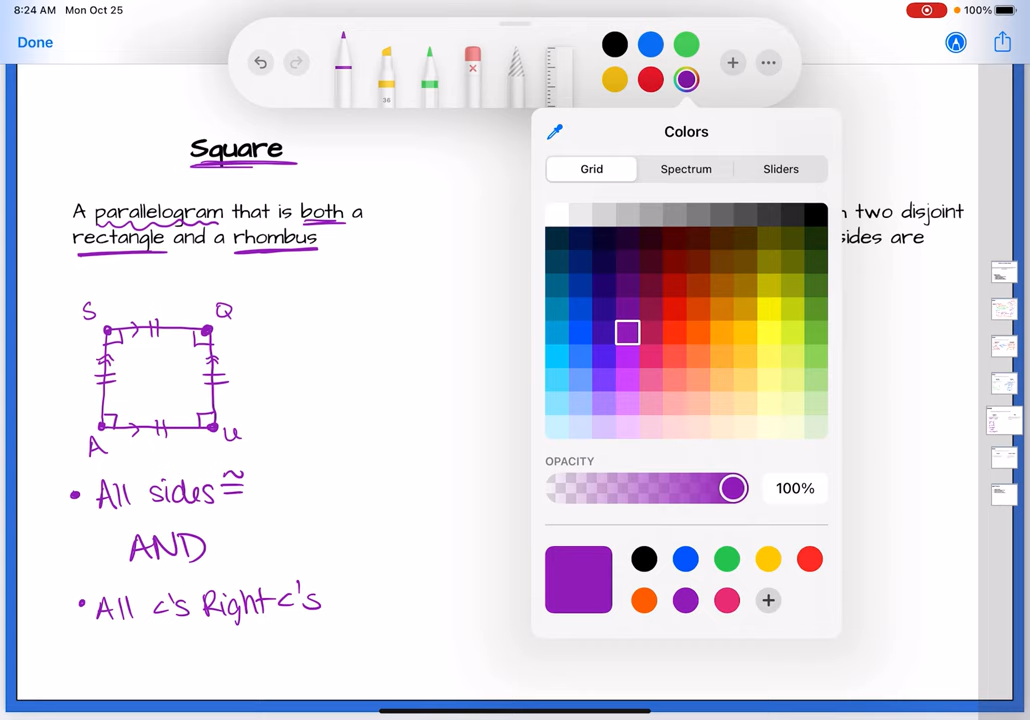 8:24 AM Mon Oct 25
100%
Done
36
Square
A parallelogram that is both a
rectangle and a rhombus
two disjoint
sides are
Colors
Grid
Spectrum
Sliders
OPACITY
100%
S
Q
A
U
• All sides ≅
AND
• All <'s Right <'s